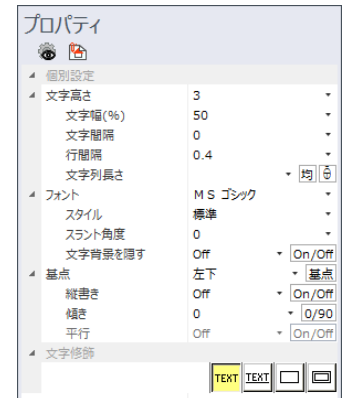 プロパティ
個別設定
文字高さ 3
文字幅(%) 50
文字間隔 0
行間隔 0.4
文字列長さ 均
フォント ＭＳ ゴシック
スタイル 標準
スラント角度 0
文字背景を隠す Off On/Off
基点 左下 基点
縦書き Off On/Off
傾き 0 0/90
平行 Off On/Off
文字修飾
TEXT TEXT